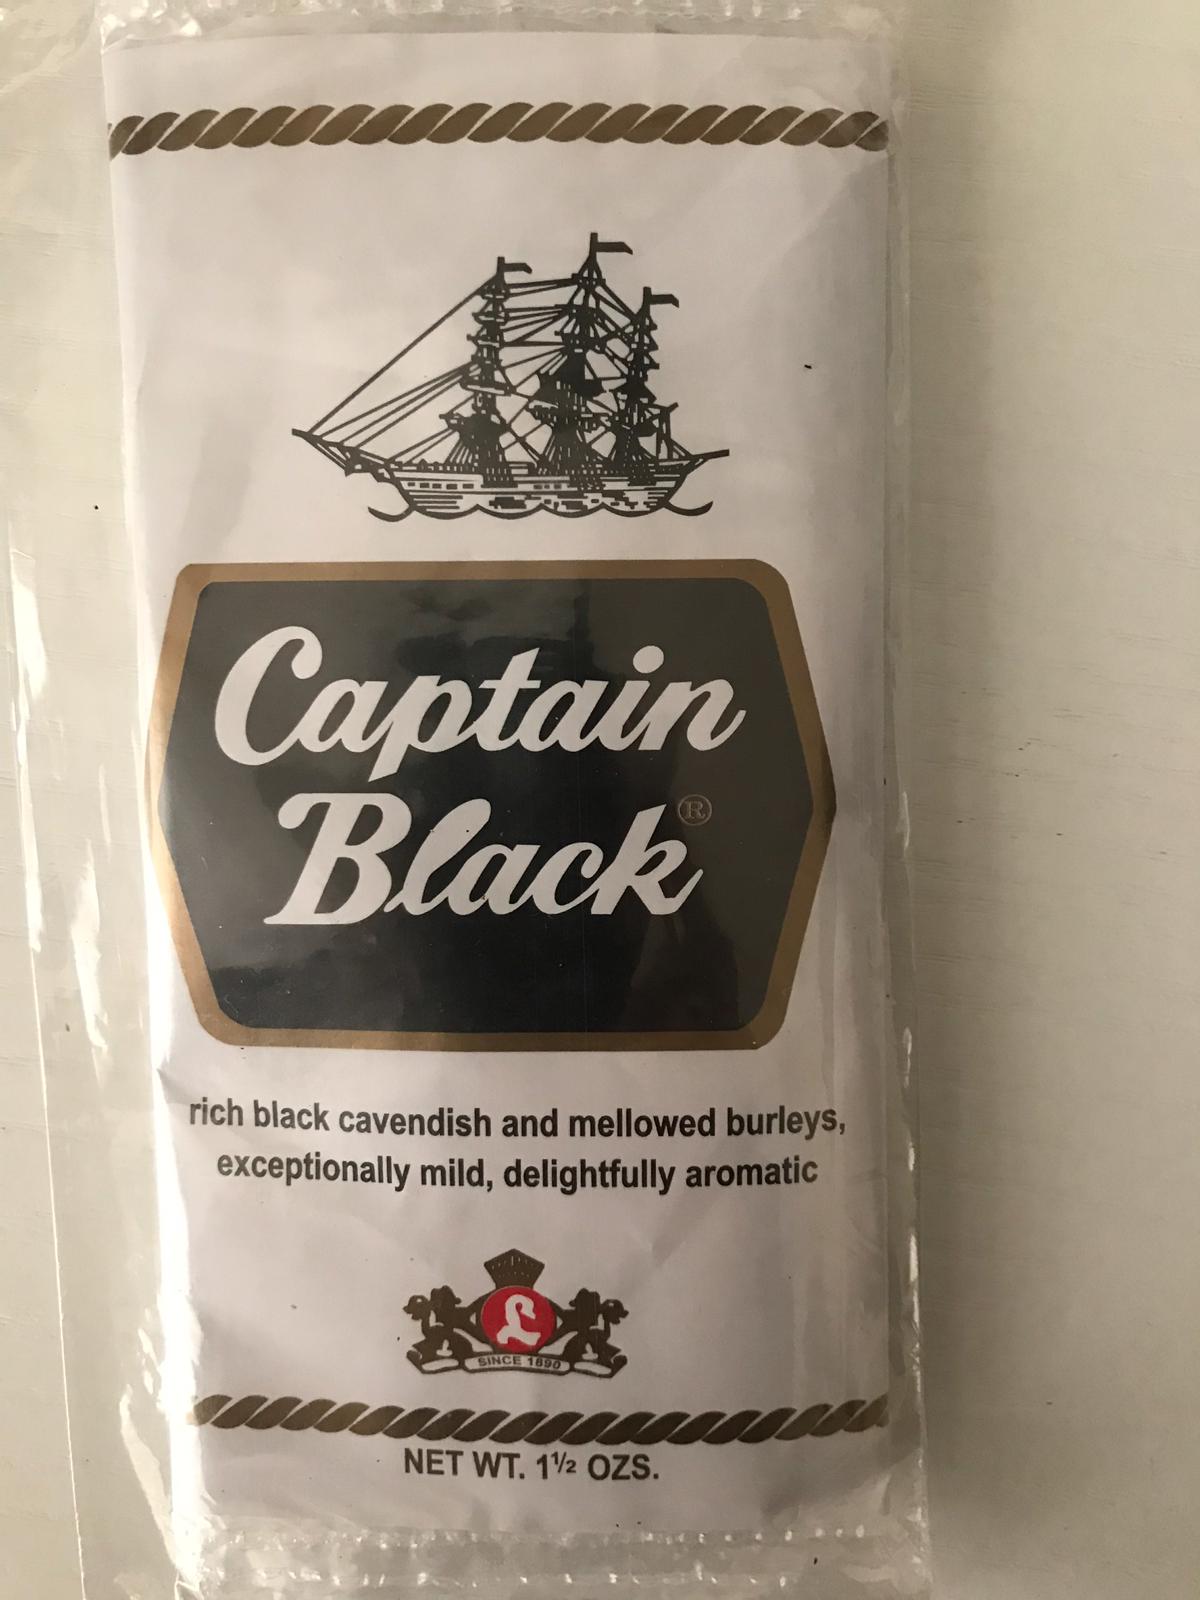 Captain
Black®
rich black cavendish and mellowed burleys,
exceptionally mild, delightfully aromatic
L
SINCE 1890
NET WT. 1½ OZS.